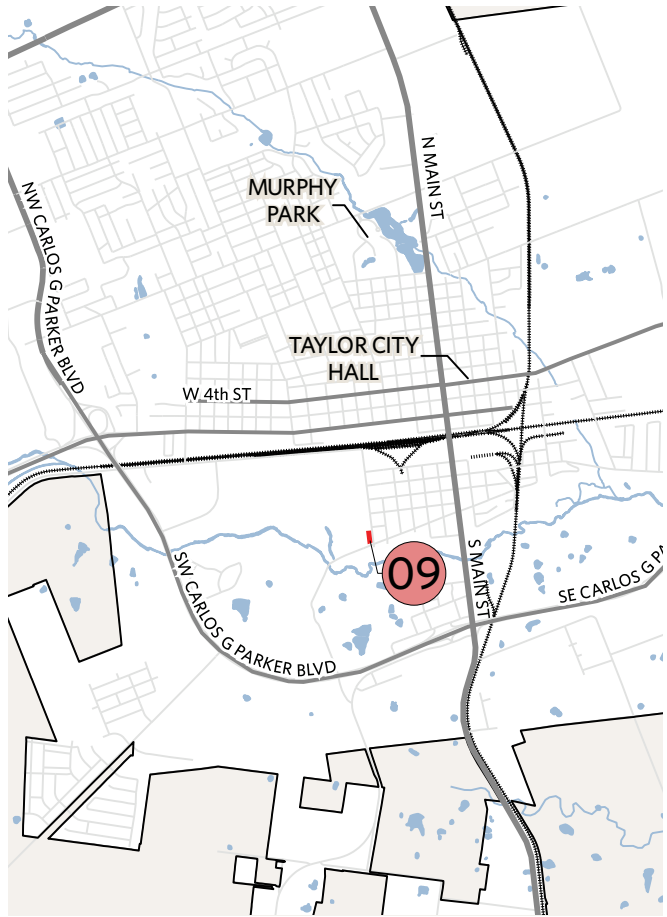 N MAIN ST
MURPHY
PARK
NW CARLOS G PARKER BLVD
TAYLOR CITY
HALL
W 4th ST
09
S MAIN ST
SW CARLOS G PARKER BLVD
SE CARLOS G PA